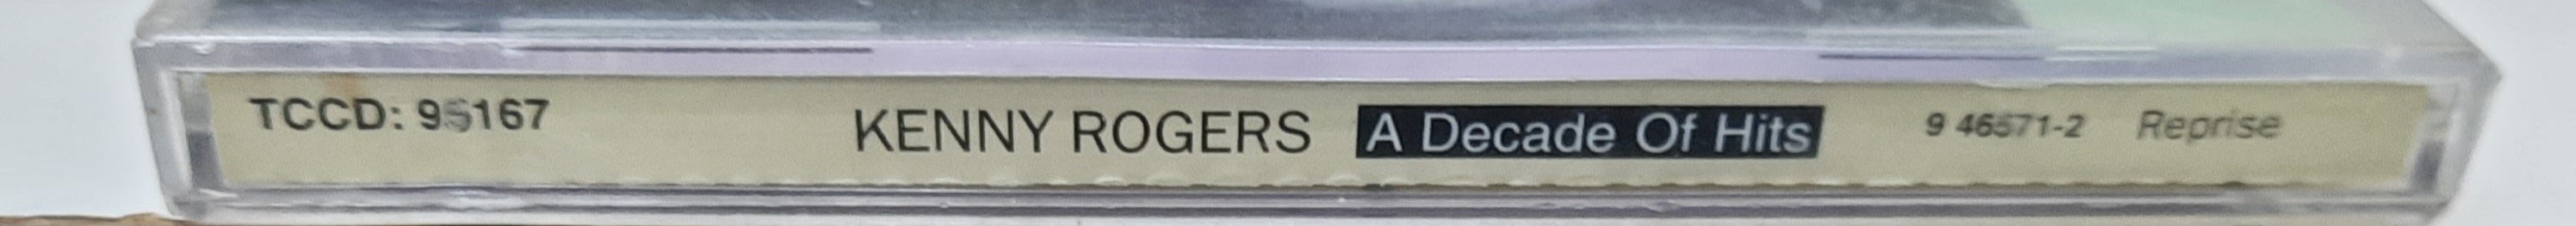 TCCD: 95167 KENNY ROGERS A Decade Of Hits 9 46571-2 Reprise